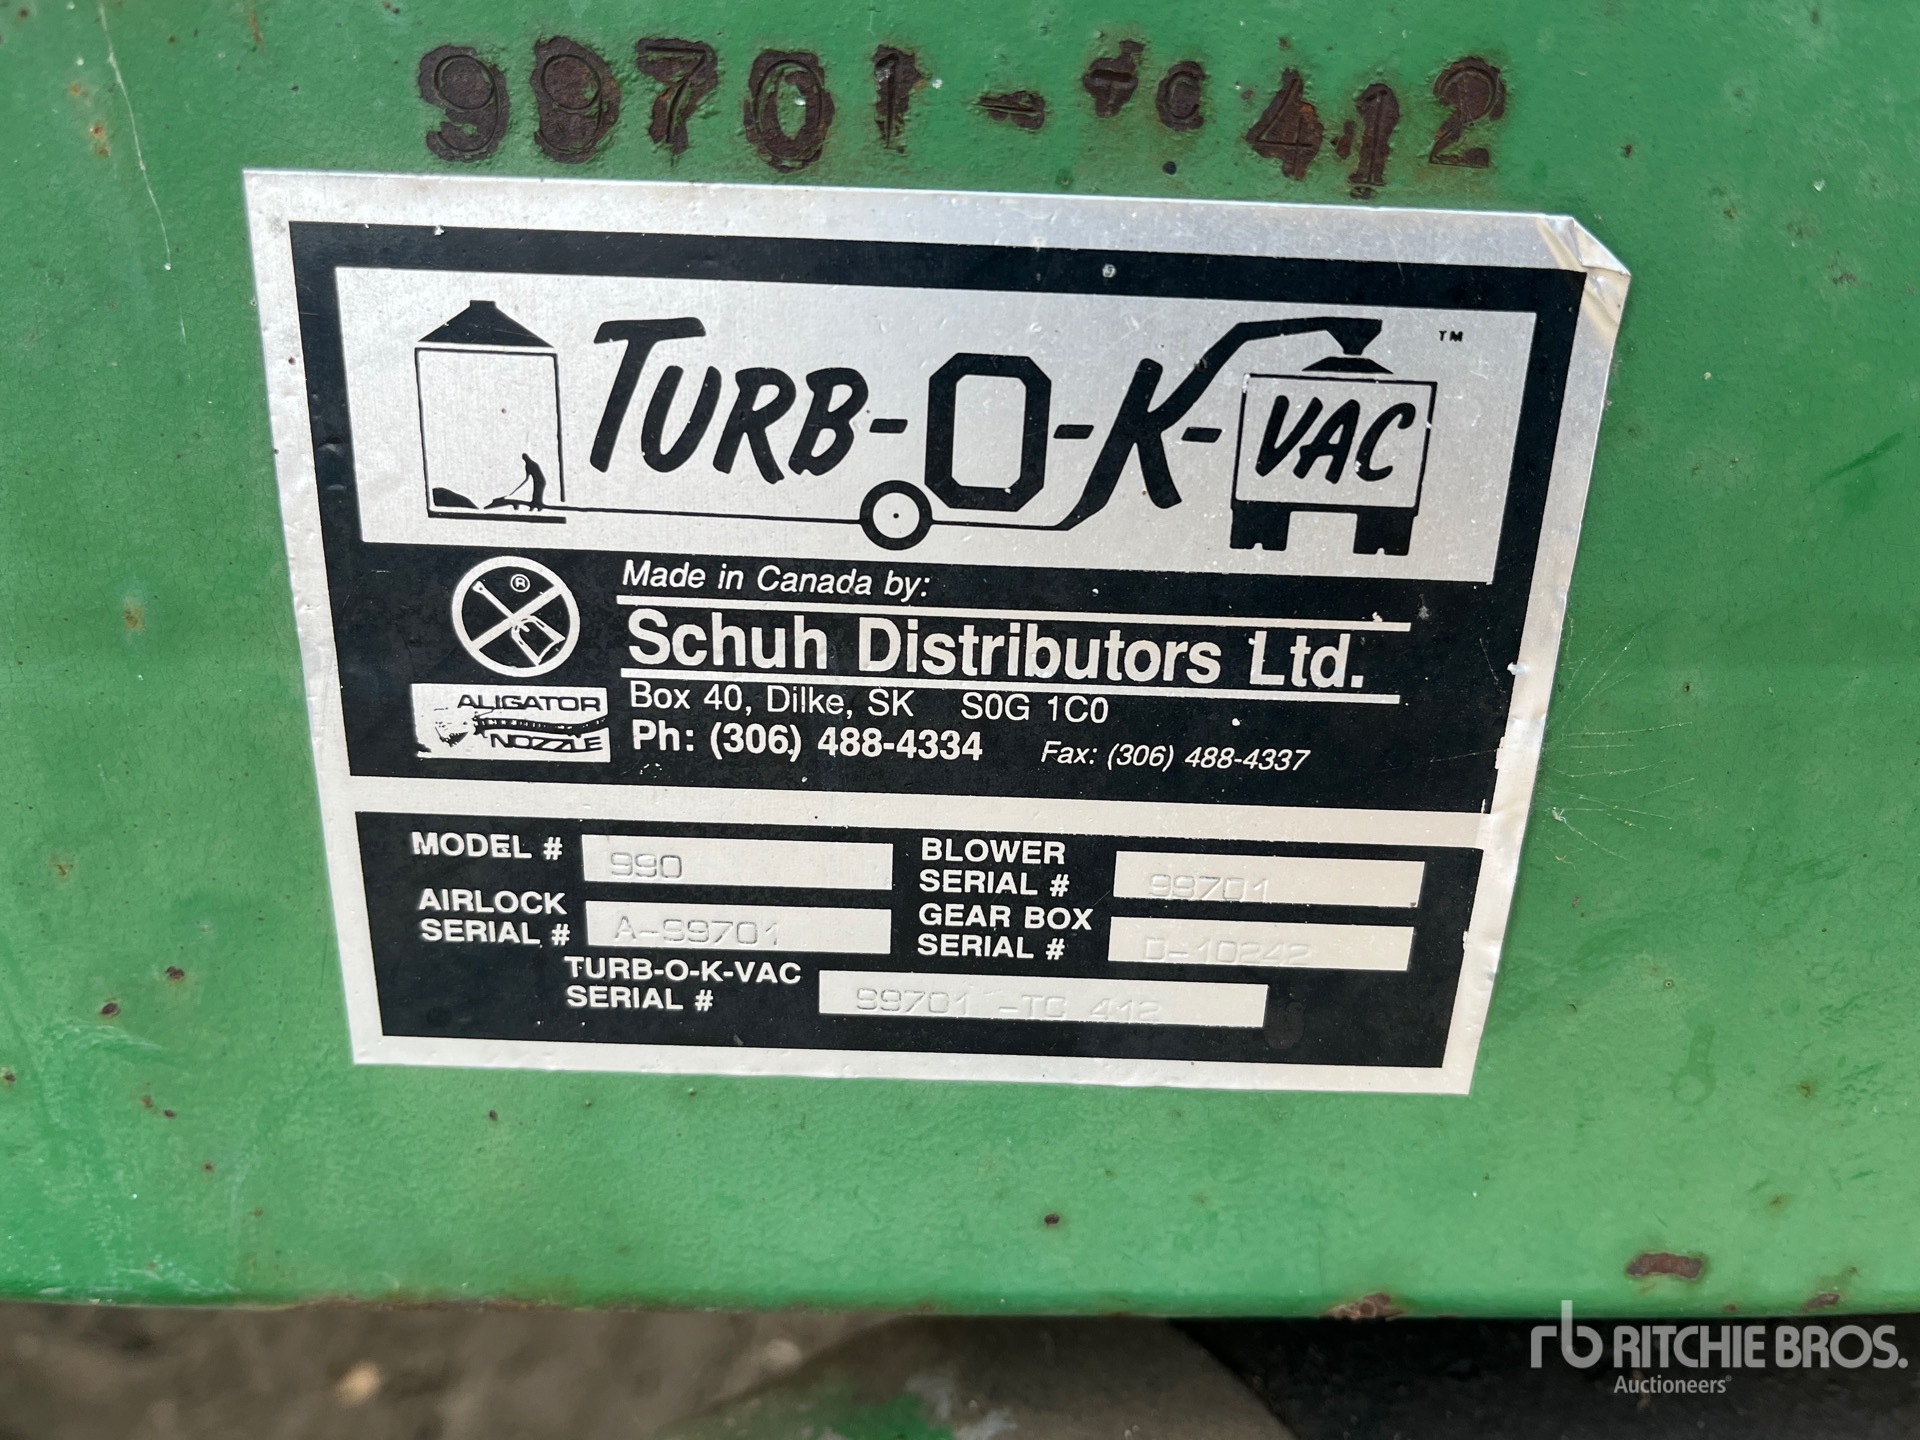 99701-TC 412
TURB-O-K-VAC ™
Made in Canada by:
Schuh Distributors Ltd.
Box 40, Dilke, SK S0G 1C0
Ph: (306) 488-4334 Fax: (306) 488-4337
®
ALIGATOR
NOZZLE
MODEL # 990
AIRLOCK
SERIAL # A-99701
BLOWER
SERIAL # 99701
GEAR BOX
SERIAL # D-10242
TURB-O-K-VAC
SERIAL # 99701 -TC 412
rb RITCHIE BROS.
Auctioneers®